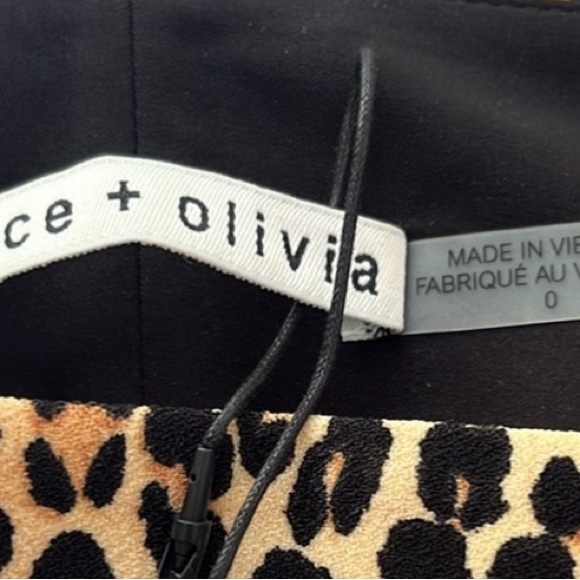 ce + olivia
MADE IN VIE
FABRIQUÉ AU V
0